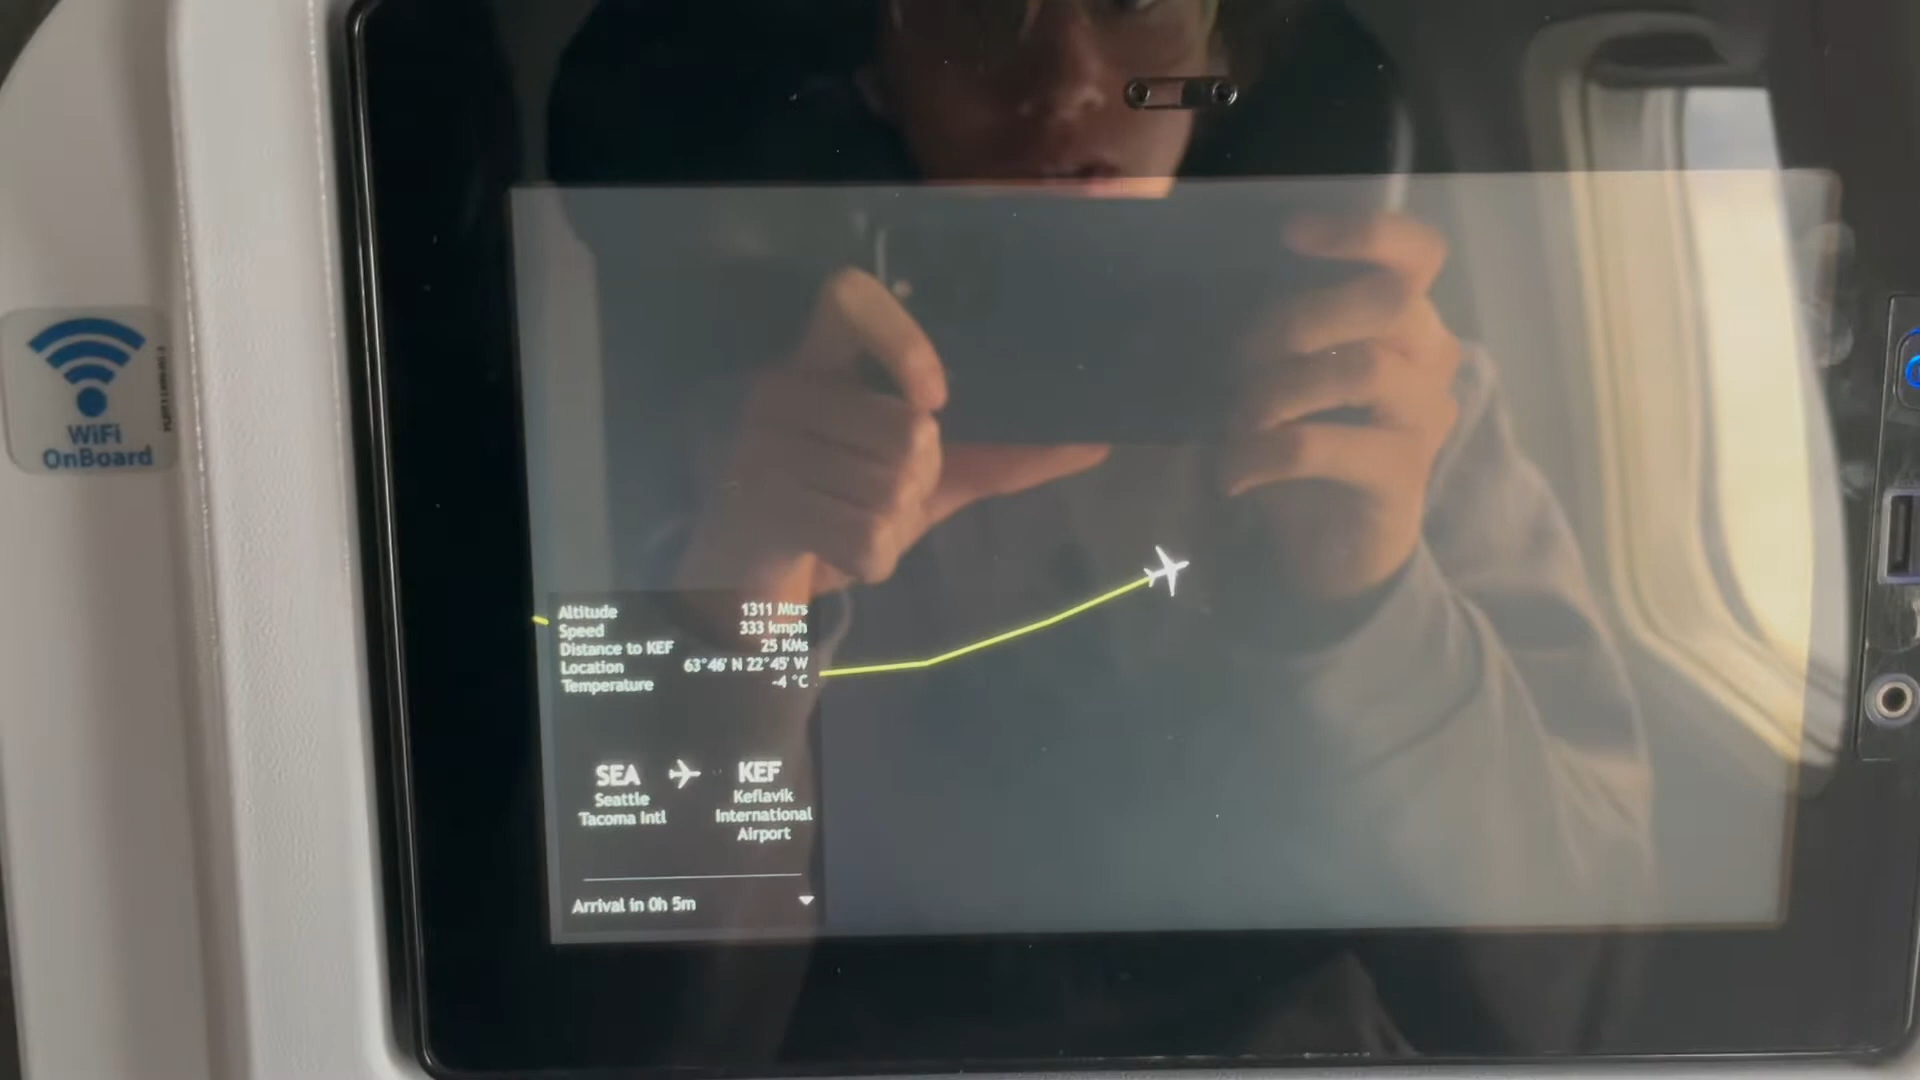 WiFi
OnBoard
Altitude 1311 Mtrs
Speed 333 kmph
Distance to KEF 25 KMs
Location 63°46' N 22°45' W
Temperature -4 °C
SEA KEF
Seattle Keflavik
Tacoma Intl International
Airport
Arrival in 0h 5m